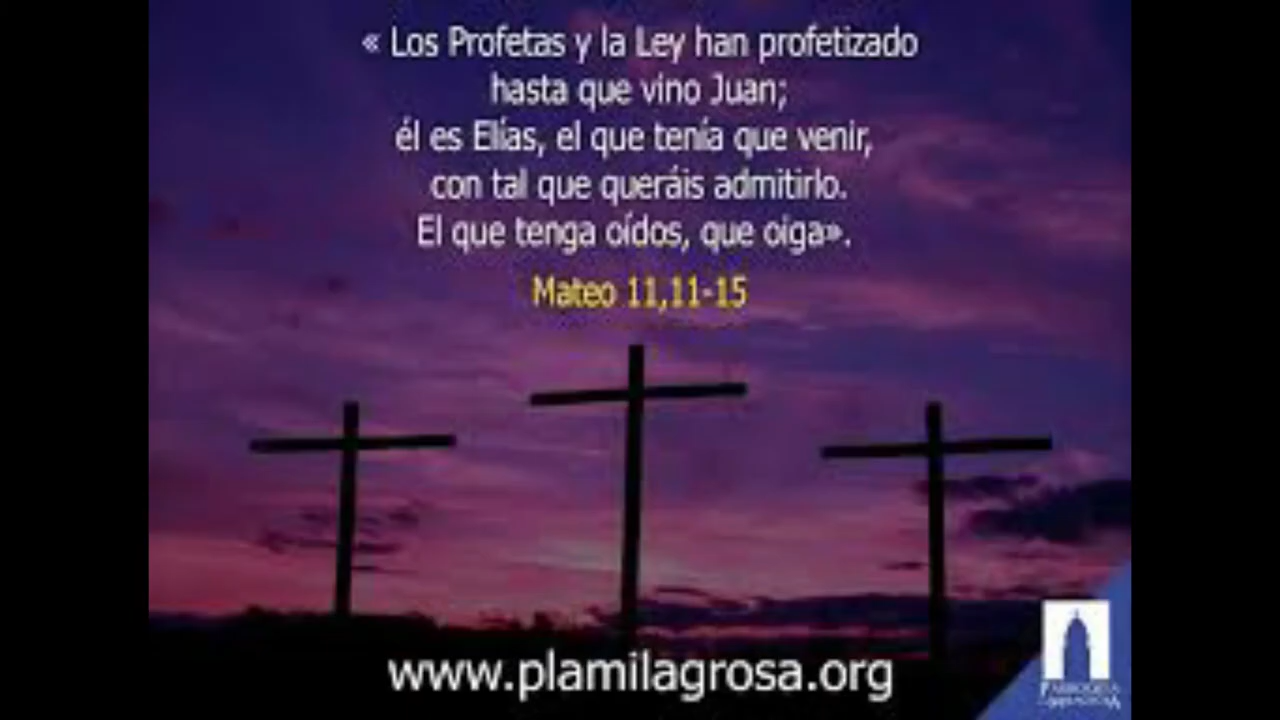 « Los Profetas y la Ley han profetizado
hasta que vino Juan;
él es Elías, el que tenía que venir,
con tal que queráis admitirlo.
El que tenga oídos, que oiga».
Mateo 11,11-15
www.plamilagrosa.org